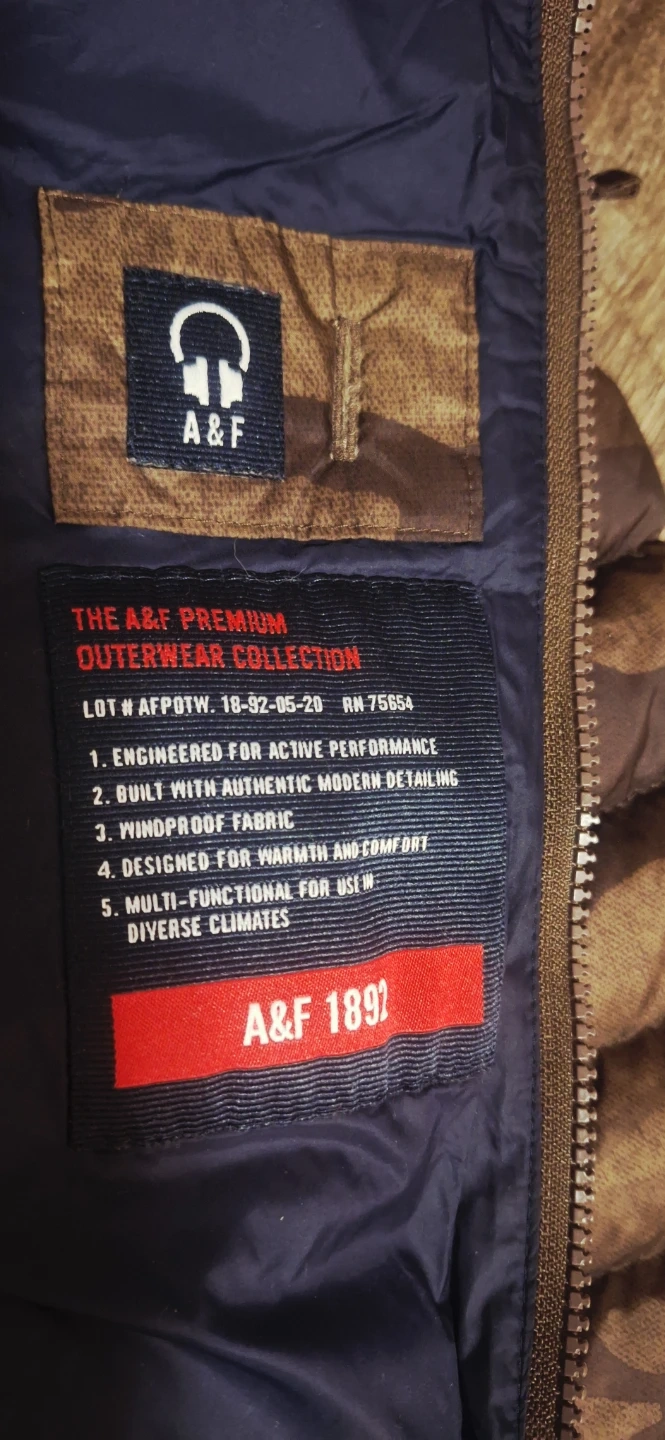 A&F
THE A&F PREMIUM
OUTERWEAR COLLECTION
LOT # AFPOTW. 18-92-05-20 RN 75654
1. ENGINEERED FOR ACTIVE PERFORMANCE
2. BUILT WITH AUTHENTIC MODERN DETAILING
3. WINDPROOF FABRIC
4. DESIGNED FOR WARMTH AND COMFORT
5. MULTI-FUNCTIONAL FOR USE IN
DIVERSE CLIMATES
A&F 1892